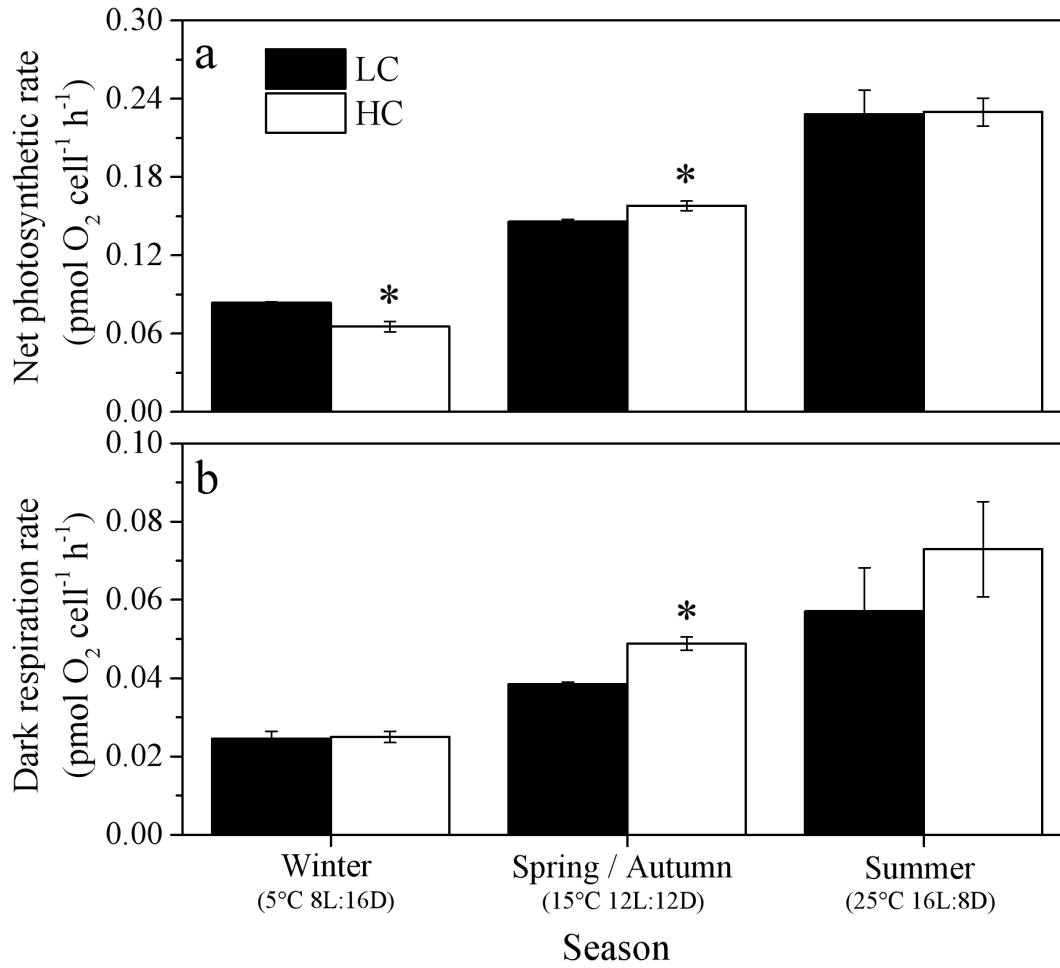 a
LC
HC
Net photosynthetic rate
(pmol O₂ cell⁻¹ h⁻¹)
0.30
0.24
0.18
0.12
0.06
0.00
*
*
b
Dark respiration rate
(pmol O₂ cell⁻¹ h⁻¹)
0.10
0.08
0.06
0.04
0.02
0.00
*
Winter
(5°C 8L:16D)
Spring / Autumn
(15°C 12L:12D)
Summer
(25°C 16L:8D)
Season